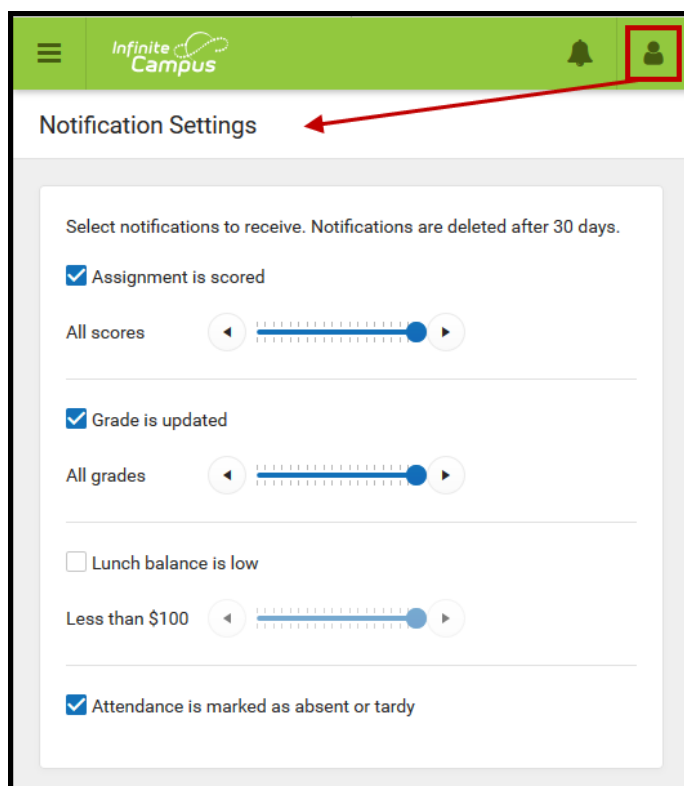 Infinite
Campus
Notification Settings
Select notifications to receive. Notifications are deleted after 30 days.
Assignment is scored
All scores
Grade is updated
All grades
Lunch balance is low
Less than $100
Attendance is marked as absent or tardy